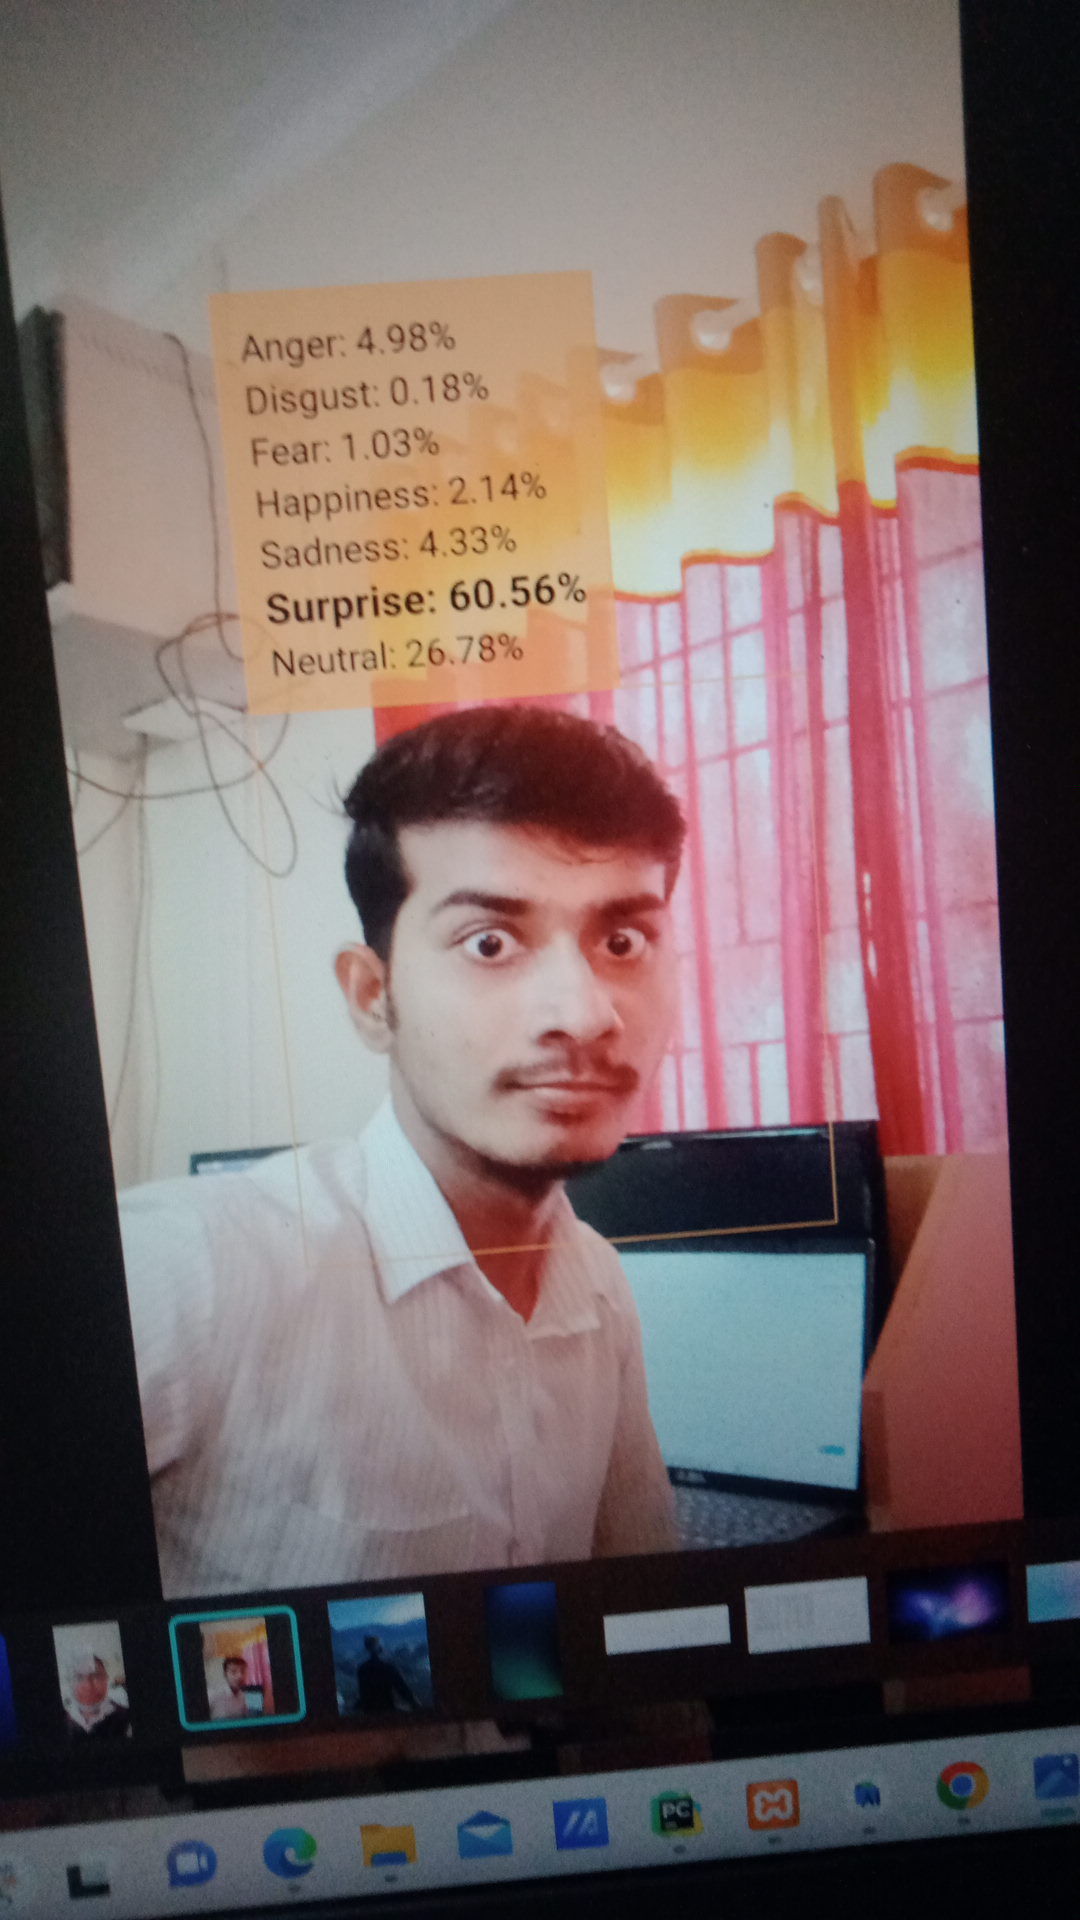 Anger: 4.98%
Disgust: 0.18%
Fear: 1.03%
Happiness: 2.14%
Sadness: 4.33%
Surprise: 60.56%
Neutral: 26.78%
PC